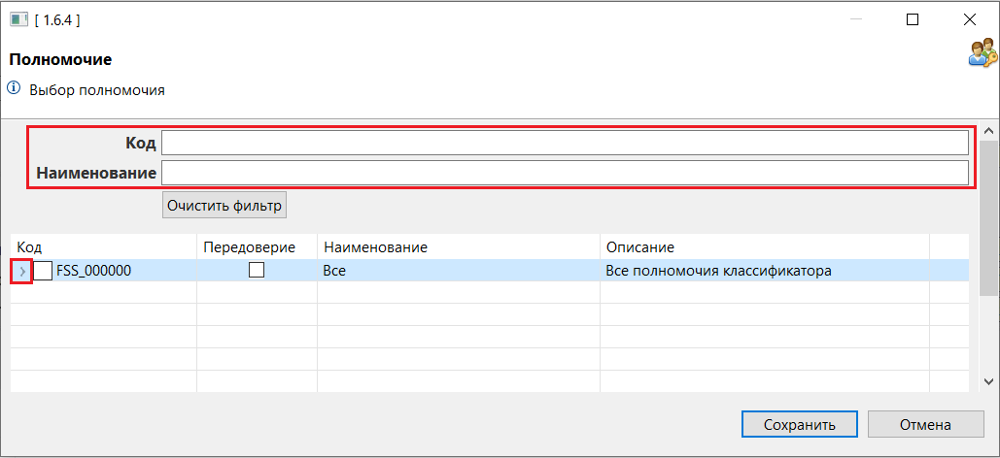 [ 1.6.4 ]
Полномочие
Выбор полномочия
Код
Наименование
Очистить фильтр
Код Передоверие Наименование Описание
FSS_000000 Все Все полномочия классификатора
Сохранить Отмена